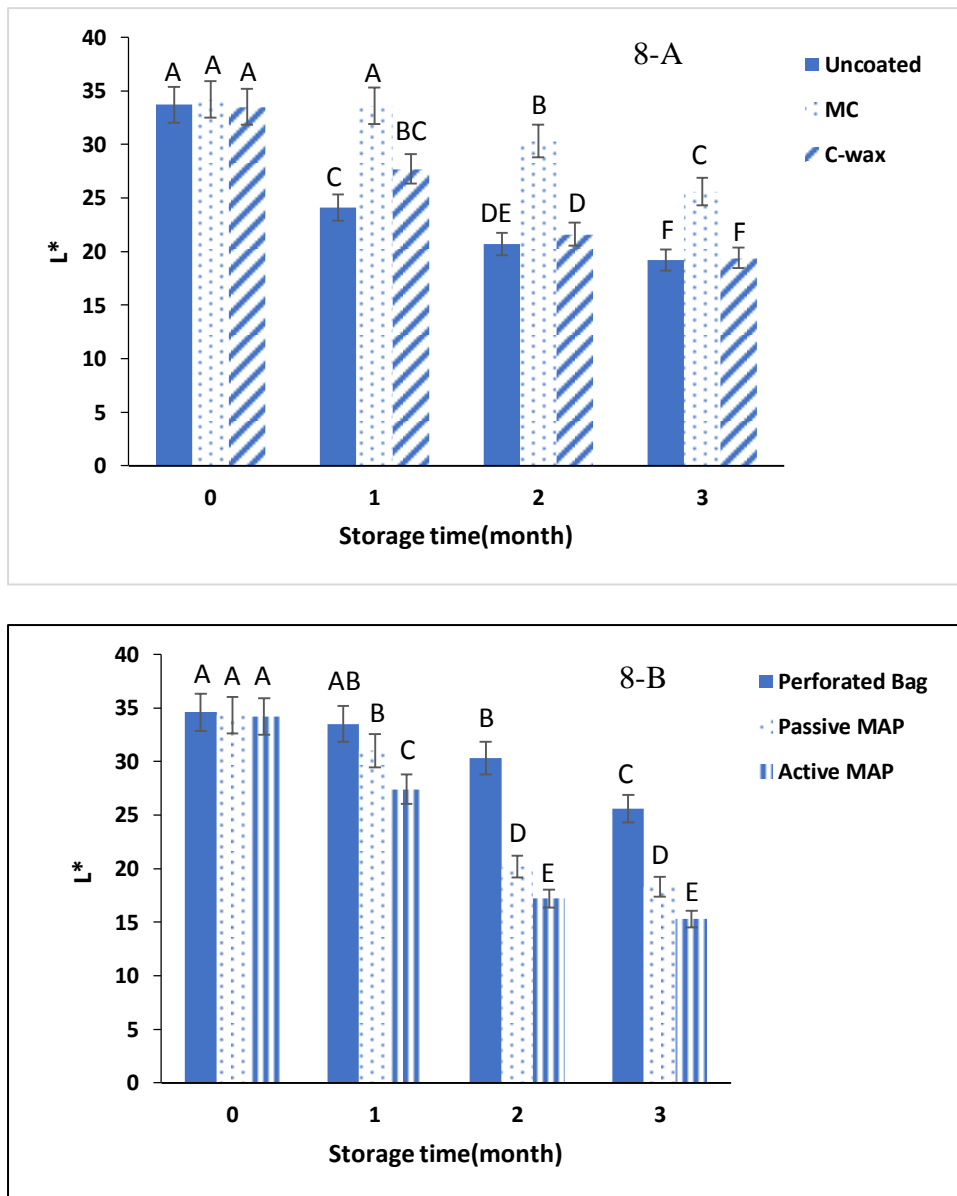 8-A
L*
40
35
30
25
20
15
10
5
0
A A A
C A BC
DE B D
F C F
0 1 2 3
Storage time(month)
Uncoated
MC
C-wax
8-B
L*
40
35
30
25
20
15
10
5
0
A A A
AB B C
B D E
C D E
0 1 2 3
Storage time(month)
Perforated Bag
Passive MAP
Active MAP